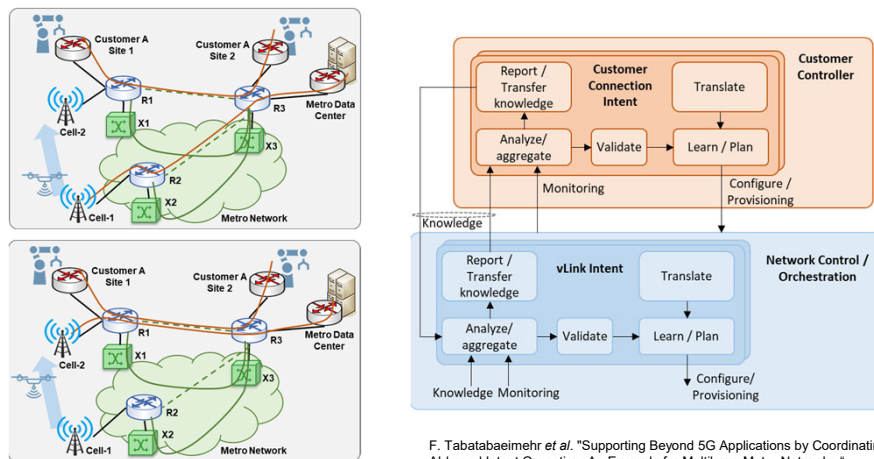 Customer A
Site 1
Customer A
Site 2
R1
R3
Metro Data
Center
Cell-2
X1
X3
R2
X2
Cell-1
Metro Network
Customer A
Site 1
Customer A
Site 2
R1
R3
Metro Data
Center
Cell-2
X1
X3
R2
X2
Cell-1
Metro Network
Customer
Controller
Report /
Transfer
knowledge
Customer
Connection
Intent
Translate
Analyze/
aggregate
Validate
Learn / Plan
Monitoring
Configure /
Provisioning
Knowledge
Network Control /
Orchestration
Report /
Transfer
knowledge
vLink Intent
Translate
Analyze/
aggregate
Validate
Learn / Plan
Knowledge Monitoring
Configure/
Provisioning
F. Tabatabaeimehr et al. "Supporting Beyond 5G Applications by